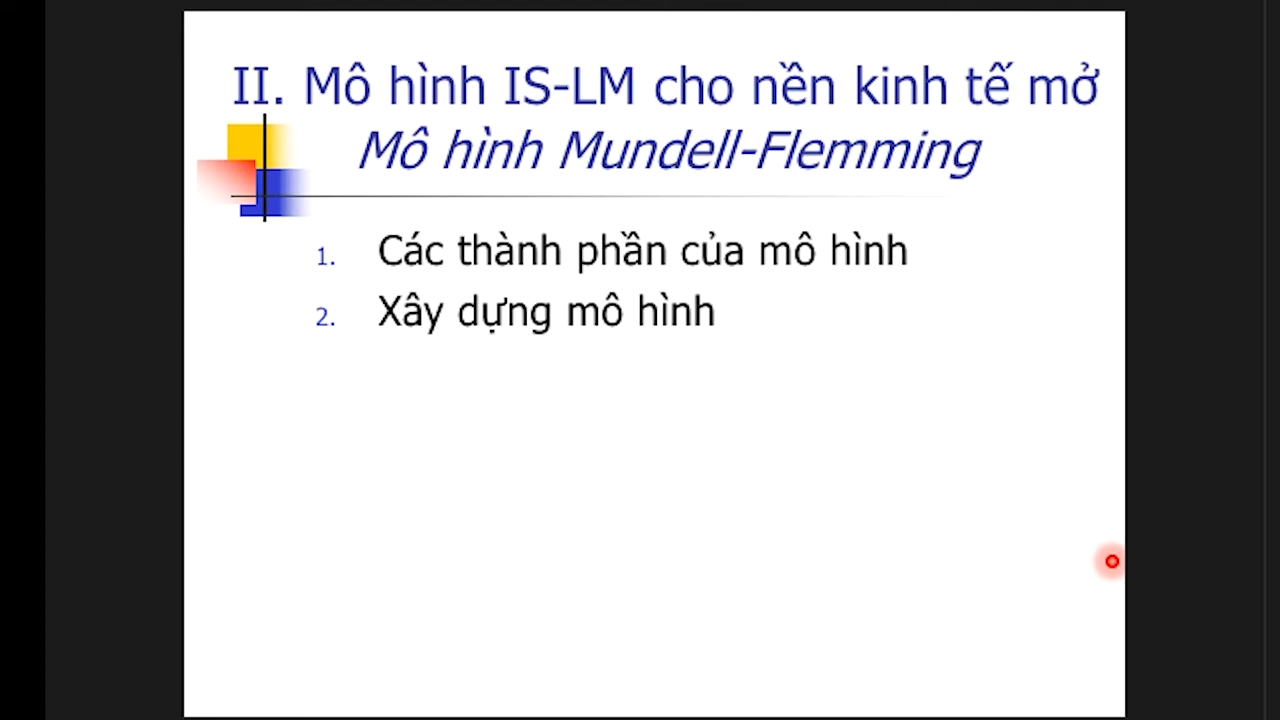 II. Mô hình IS-LM cho nền kinh tế mở
Mô hình Mundell-Flemming
1. Các thành phần của mô hình
2. Xây dựng mô hình